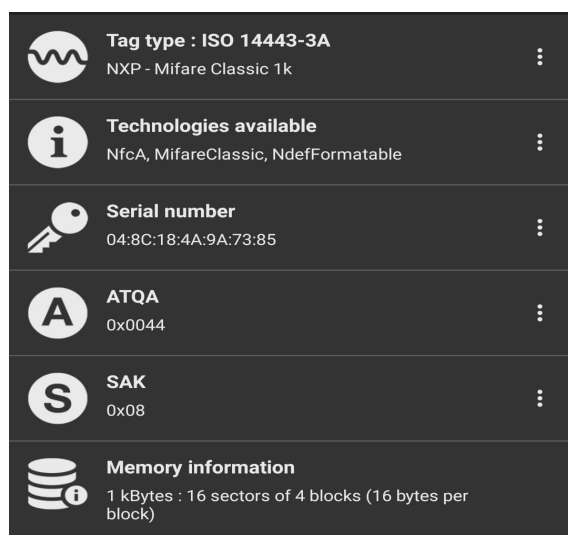 Tag type : ISO 14443-3A
NXP - Mifare Classic 1k
Technologies available
NfcA, MifareClassic, NdefFormatable
Serial number
04:8C:18:4A:9A:73:85
A
ATQA
0x0044
S
SAK
0x08
Memory information
1 kBytes : 16 sectors of 4 blocks (16 bytes per
block)